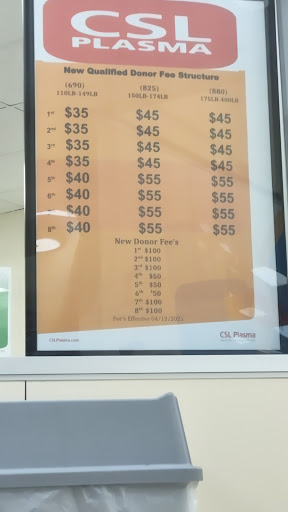 CSL
PLASMA
New Qualified Donor Fee Structure
(690) (825) (880)
110LB-149LB 150LB-174LB 175LB-400LB
1st $35 $45 $45
2nd $35 $45 $45
3rd $35 $45 $45
4th $35 $45 $45
5th $40 $55 $55
6th $40 $55 $55
$40 $55 $55
8th $40 $55 $55
New Donor Fee's
1st $100
2nd $100
3rd $100
4th $50
5th $50
6th $50
7th $100
8th $100
Fee's Effective 04/12/2021
CSLPlasma.com CSL Plasma